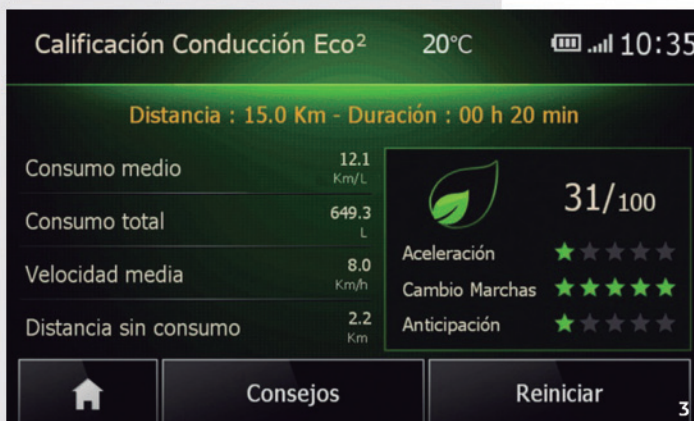 Calificación Conducción Eco² 20°C 10:35
Distancia : 15.0 Km - Duración : 00 h 20 min
Consumo medio 12.1 Km/L
Consumo total 649.3 L
Velocidad media 8.0 Km/h
Distancia sin consumo 2.2 Km
31/100
Aceleración
Cambio Marchas
Anticipación
Consejos
Reiniciar
3